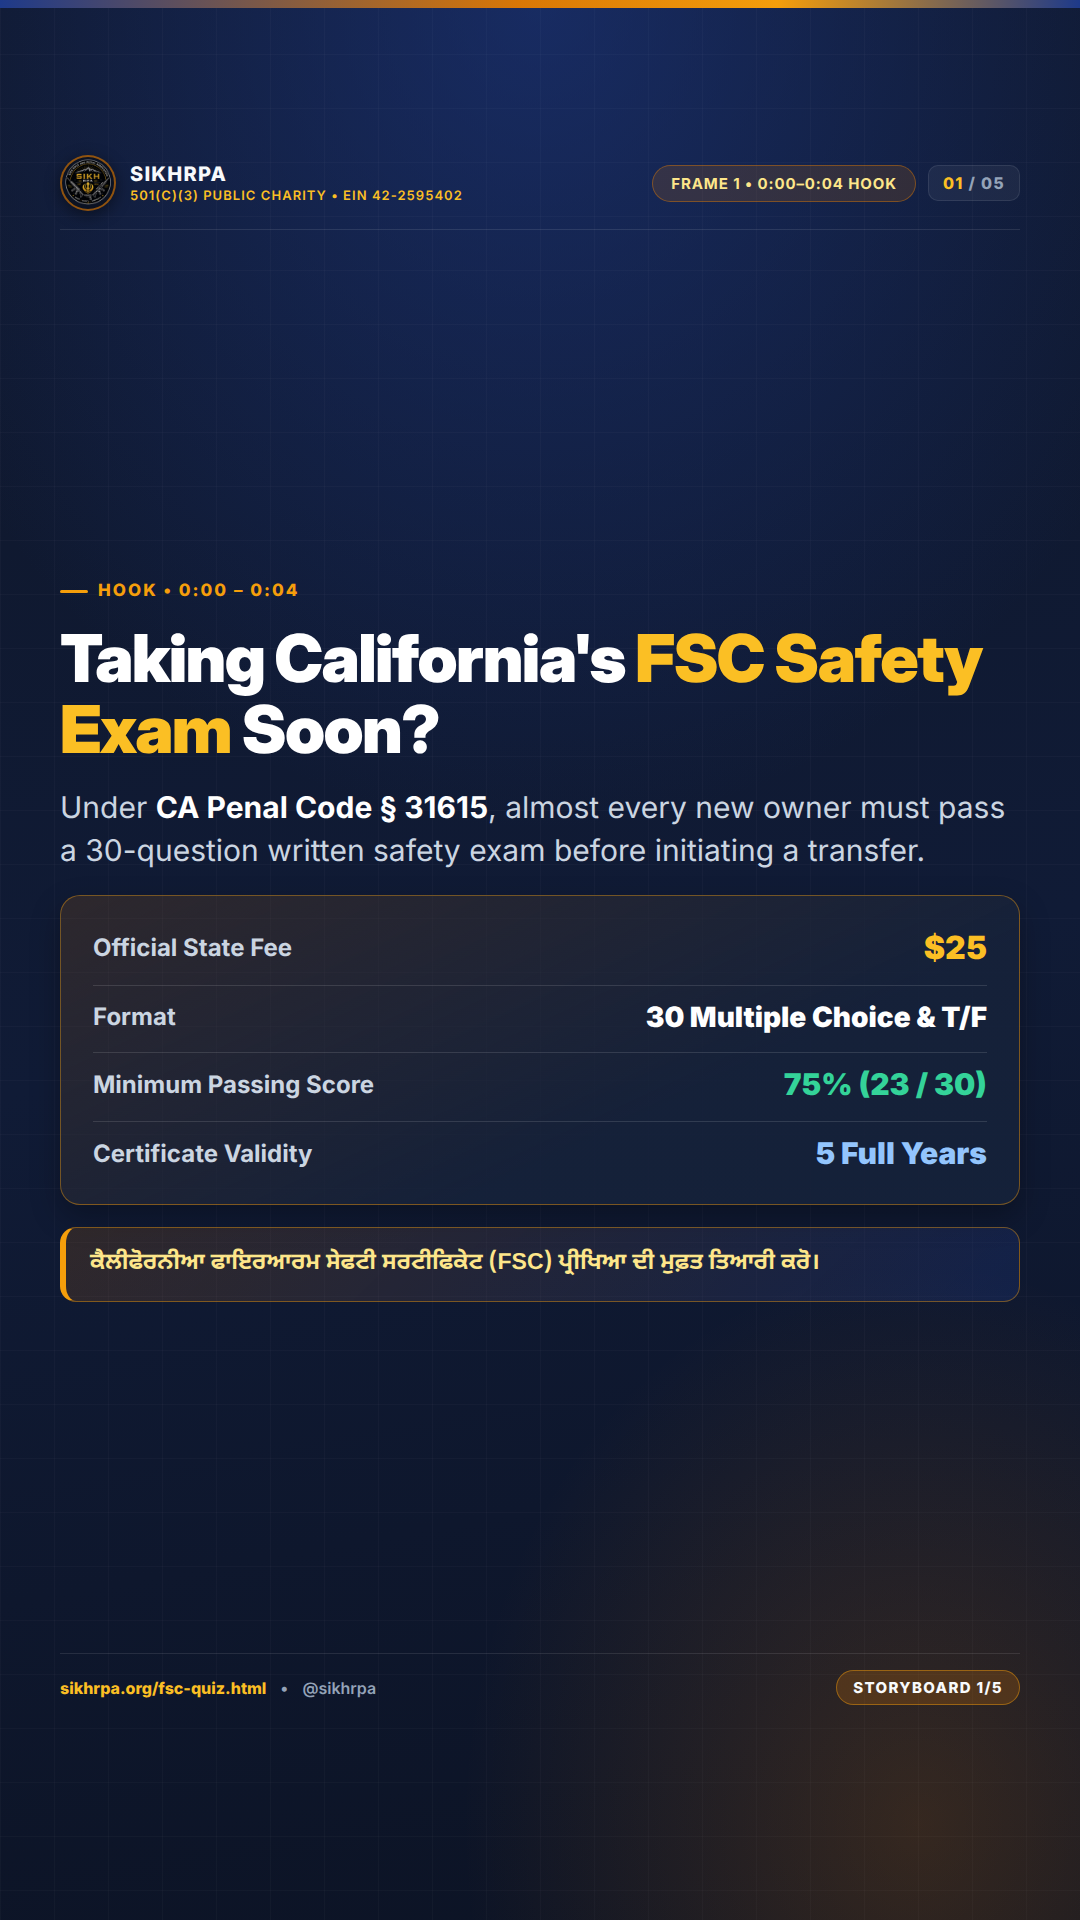 SIKH
SIKHRPA
501(C)(3) PUBLIC CHARITY • EIN 42-2595402
FRAME 1 • 0:00–0:04 HOOK
01 / 05
HOOK • 0:00 – 0:04
Taking California's FSC Safety
Exam Soon?
Under CA Penal Code § 31615, almost every new owner must pass
a 30-question written safety exam before initiating a transfer.
Official State Fee $25
Format 30 Multiple Choice & T/F
Minimum Passing Score 75% (23 / 30)
Certificate Validity 5 Full Years
ਕੈਲੀਫੋਰਨੀਆ ਫਾਇਰਆਰਮ ਸੇਫਟੀ ਸਰਟੀਫਿਕੇਟ (FSC) ਪ੍ਰੀਖਿਆ ਦੀ ਮੁਫ਼ਤ ਤਿਆਰੀ ਕਰੋ।
sikhrpa.org/fsc-quiz.html • @sikhrpa
STORYBOARD 1/5